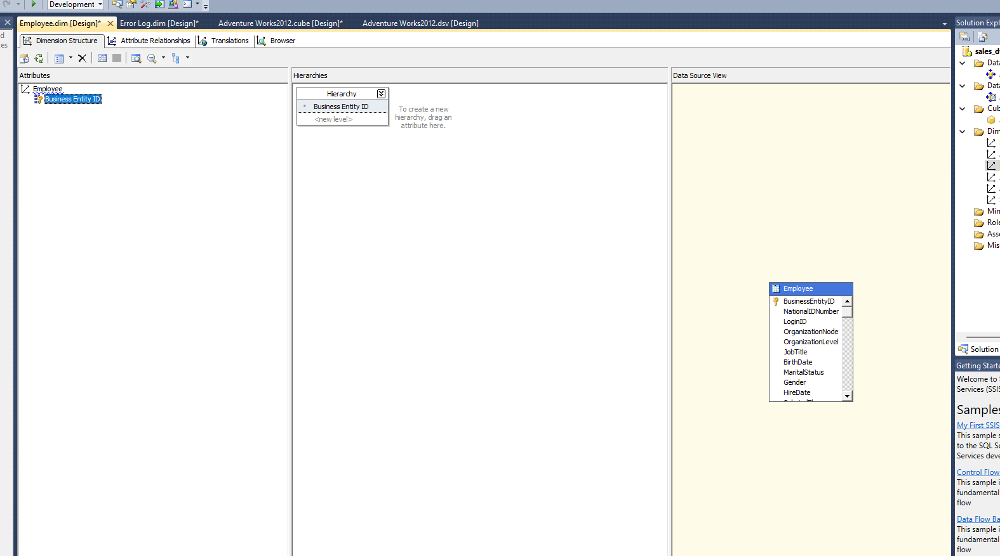 Development
Employee.dim [Design]* Error Log.dim [Design]* Adventure Works2012.cube [Design]* Adventure Works2012.dsv [Design]
Dimension Structure Attribute Relationships Translations Browser
Attributes
Employee
Business Entity ID
Hierarchies
Hierarchy
Business Entity ID
<new level>
To create a new
hierarchy, drag an
attribute here.
Data Source View
Employee
BusinessEntityID
NationalIDNumber
LoginID
OrganizationNode
OrganizationLevel
JobTitle
BirthDate
MaritalStatus
Gender
HireDate
Solution Expl
sales_d
Data
Data
Cub
Dim
Min
Role
Ass
Mis
Solution
Getting Starte
Welcome to S
Services (SSIS
Samples
My First SSIS
This sample s
to the SQL Se
Services deve
Control Flow
This sample i
fundamental
flow
Data Flow Ba
This sample i
fundamental
flow